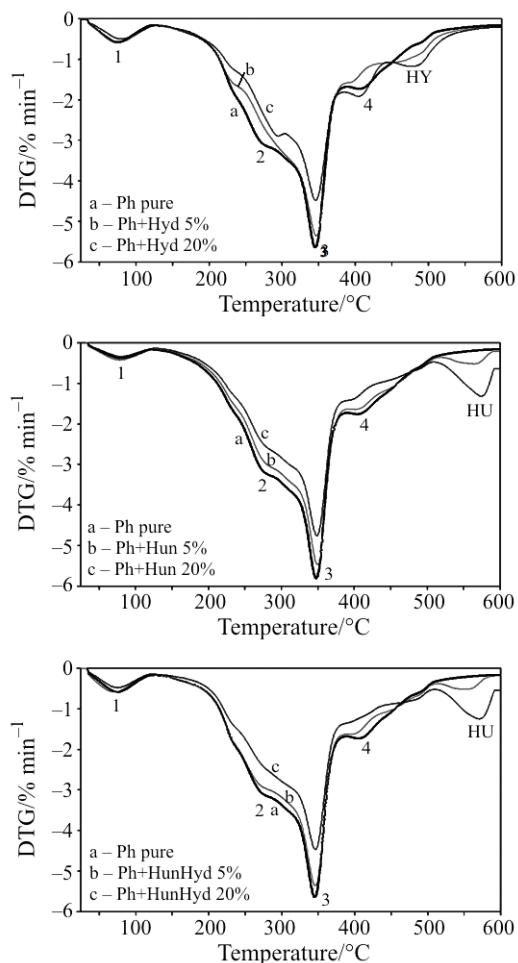 0
–1
–2
–3
–4
–5
–6
DTG/% min⁻¹
1
b
a
c
2
HY
4
3
a – Ph pure
b – Ph+Hyd 5%
c – Ph+Hyd 20%
100 200 300 400 500 600
Temperature/°C
0
–1
–2
–3
–4
–5
–6
DTG/% min⁻¹
1
a
c
b
2
4
HU
3
a – Ph pure
b – Ph+Hun 5%
c – Ph+Hun 20%
100 200 300 400 500 600
Temperature/°C
0
–1
–2
–3
–4
–5
–6
DTG/% min⁻¹
1
c
b
2 a
4
HU
3
a – Ph pure
b – Ph+HunHyd 5%
c – Ph+HunHyd 20%
100 200 300 400 500 600
Temperature/°C